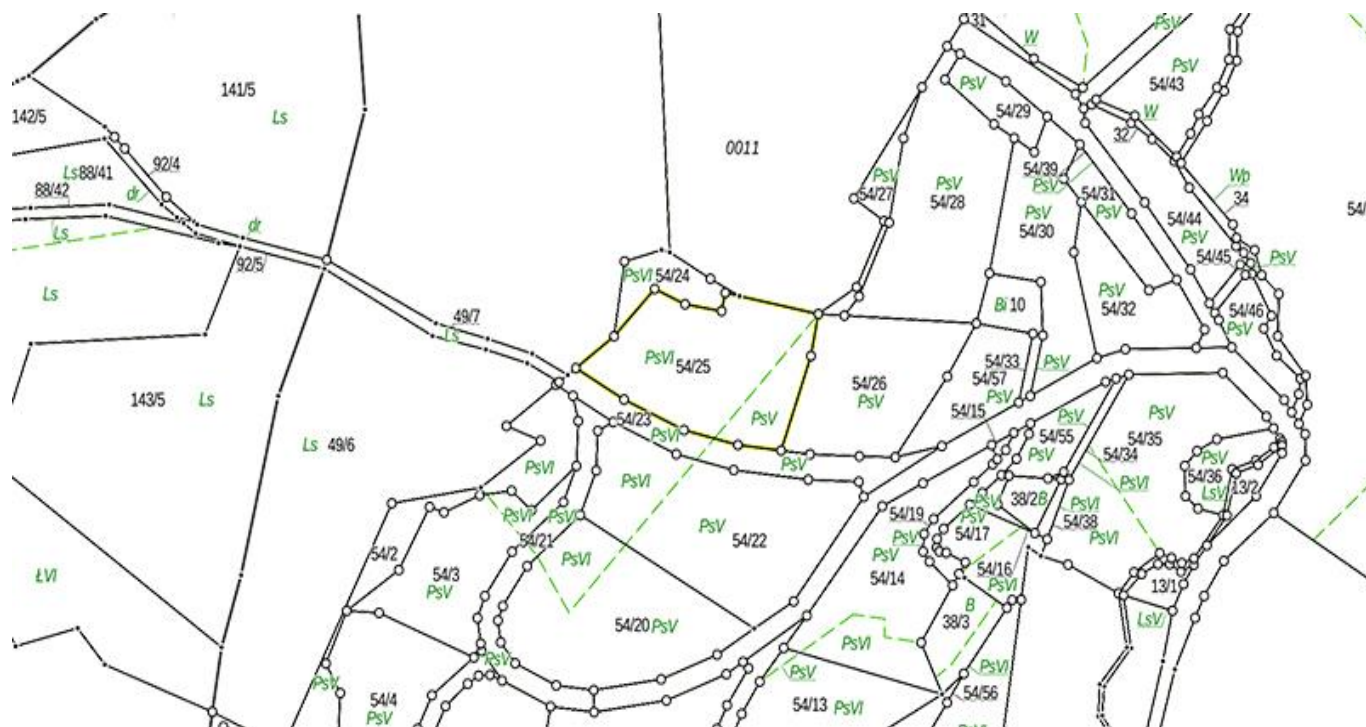 31
W
PsV
141/5
Ls
PsV
54/43
PsV
54/29
142/5
W
32
0011
92/4
54/39
Ls 88/41
PsV
54/27
PsV
54/28
PsV
54/31
PsV
Wp
34
88/42
dr
dr
Ls
PsV
54/30
54/44
PsV
54/
92/5
54/45
PsV
PsVI
54/24
Ls
Bi 10
PsV
54/32
54/46
PsV
49/7
Ls
PsVI
54/25
54/33
PsV
54/57
54/26
PsV
PsV
143/5
Ls
54/23
PsVI
PsV
54/15
PsV
PsV
54/35
Ls
49/6
54/55
PsV
54/34
PsV
PsV
54/36
PsVI
PsVI
PsVI
LsV
13/2
PsV
38/2
B
PsVI
PsVI
PsVI
54/19
PsV
54/38
54/2
54/21
PsV
54/22
PsV
54/17
PsVI
ŁVI
54/3
PsV
PsVI
PsV
54/14
54/16
PsVI
13/1
B
38/3
LsV
54/20
PsV
PsVI
PsV
PsV
PsV
PsVI
54/4
PsV
54/13
PsVI
54/56
PsV